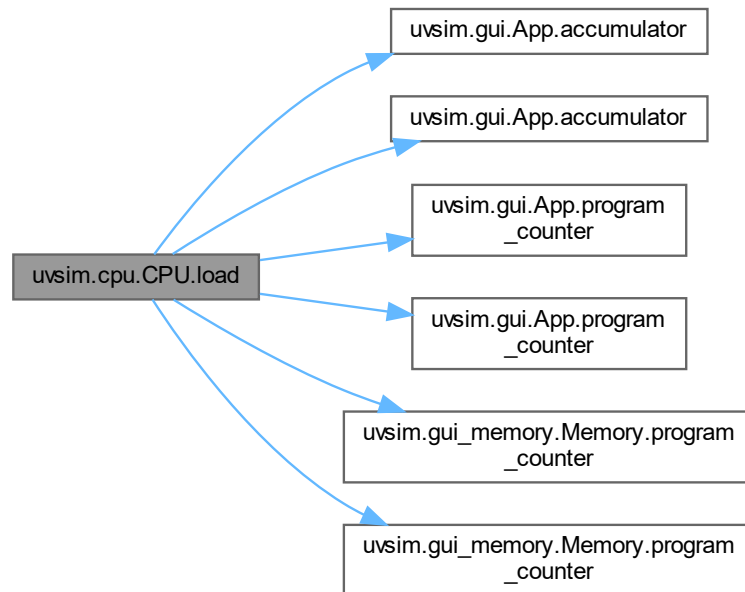 uvsim.gui.App.accumulator
uvsim.gui.App.accumulator
uvsim.gui.App.program
_counter
uvsim.cpu.CPU.load
uvsim.gui.App.program
_counter
uvsim.gui_memory.Memory.program
_counter
uvsim.gui_memory.Memory.program
_counter